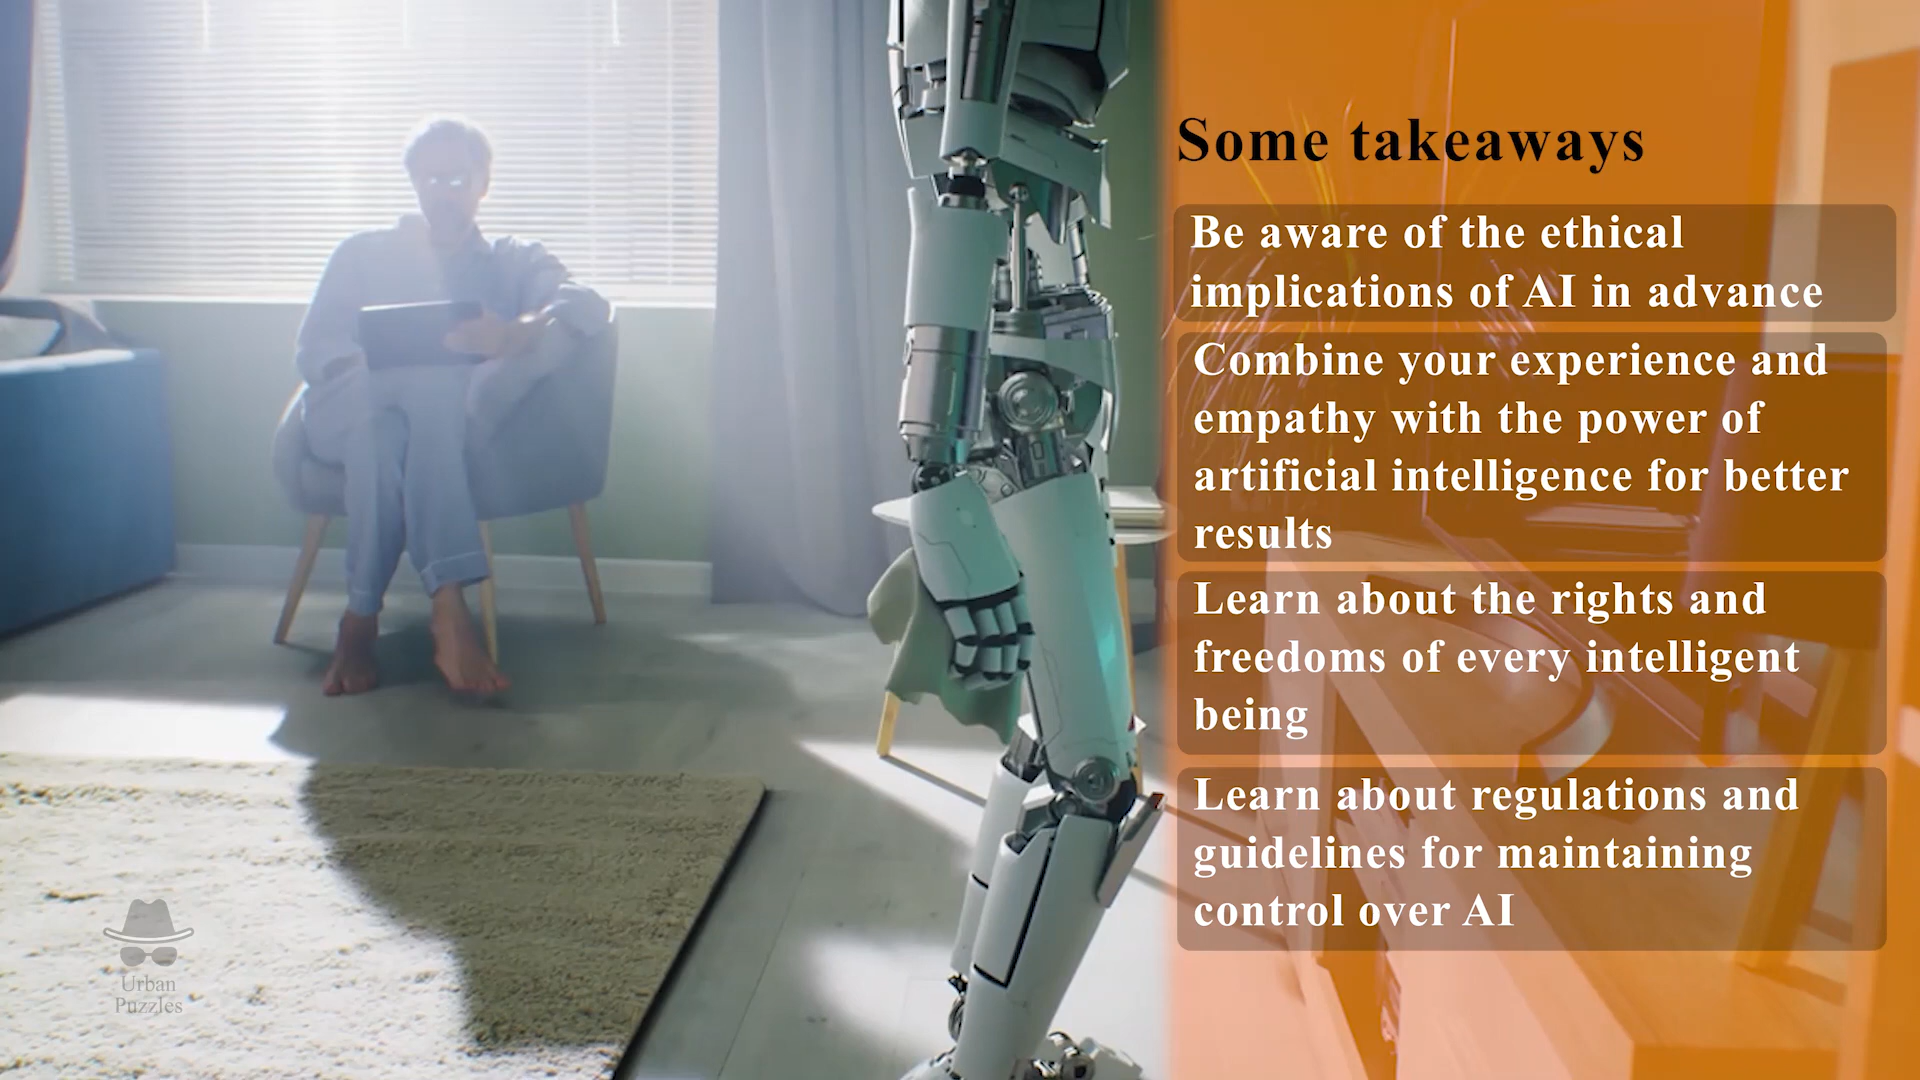 Some takeaways
Be aware of the ethical
implications of AI in advance
Combine your experience and
empathy with the power of
artificial intelligence for better
results
Learn about the rights and
freedoms of every intelligent
being
Learn about regulations and
guidelines for maintaining
control over AI
Urban
Puzzles